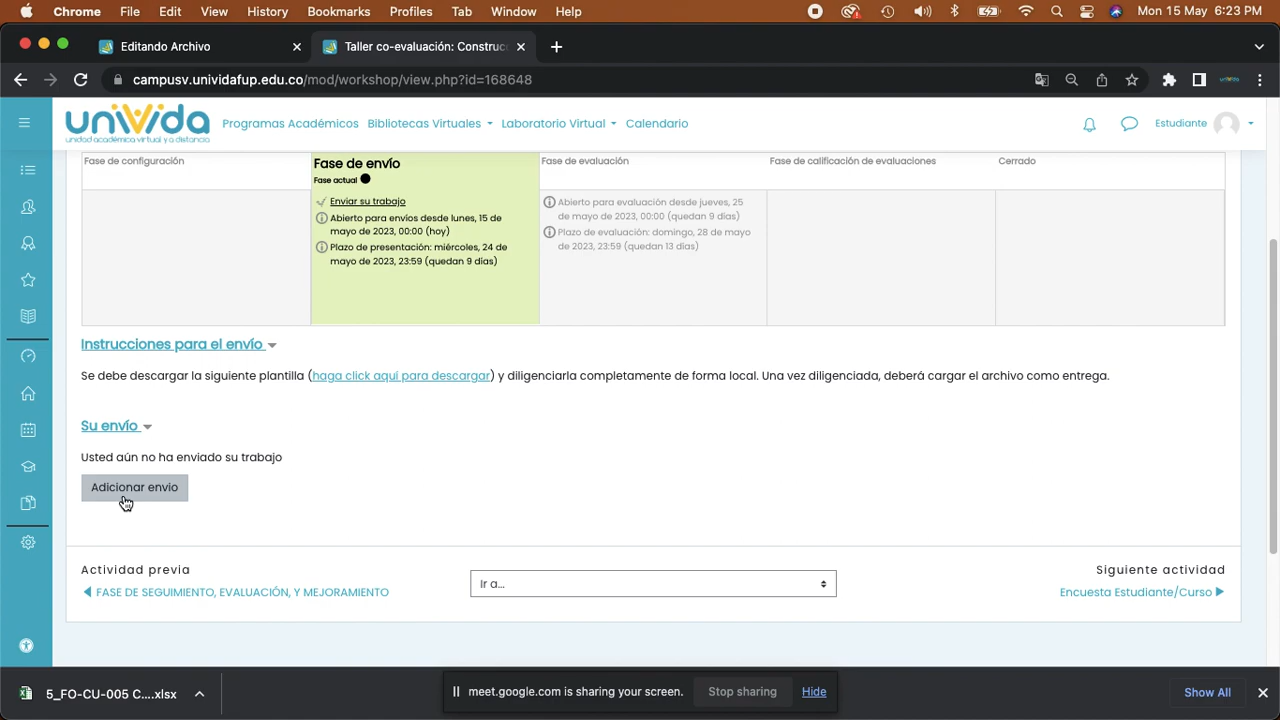 Chrome File Edit View History Bookmarks Profiles Tab Window Help Mon 15 May 6:23 PM
Editando Archivo
Taller co-evaluación: Construc
campusv.unividafup.edu.co/mod/workshop/view.php?id=168648
univida
unidad académica virtual y a distancia
Programas Académicos Bibliotecas Virtuales Laboratorio Virtual Calendario
Estudiante
Fase de configuración
Fase de envío
Fase actual
Enviar su trabajo
Abierto para envíos desde lunes, 15 de
mayo de 2023, 00:00 (hoy)
Plazo de presentación: miércoles, 24 de
mayo de 2023, 23:59 (quedan 9 días)
Fase de evaluación
Abierto para evaluación desde jueves, 25
de mayo de 2023, 00:00 (quedan 9 días)
Plazo de evaluación: domingo, 28 de mayo
de 2023, 23:59 (quedan 13 días)
Fase de calificación de evaluaciones
Cerrado
Instrucciones para el envío
Se debe descargar la siguiente plantilla (haga click aquí para descargar) y diligenciarla completamente de forma local. Una vez diligenciada, deberá cargar el archivo como entrega.
Su envío
Usted aún no ha enviado su trabajo
Adicionar envio
Actividad previa
FASE DE SEGUIMIENTO, EVALUACIÓN, Y MEJORAMIENTO
Ir a...
Siguiente actividad
Encuesta Estudiante/Curso
5_FO-CU-005 C....xlsx
meet.google.com is sharing your screen.
Stop sharing
Hide
Show All